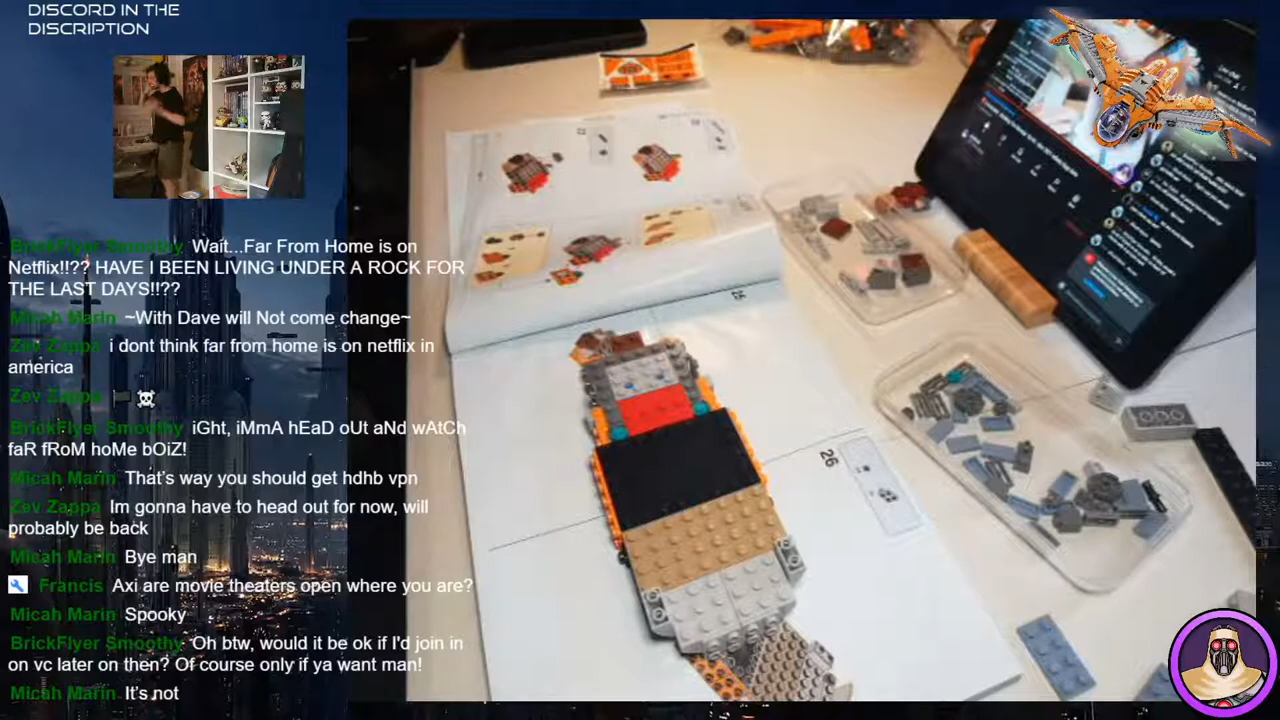 DISCORD IN THE
DISCRIPTION
BrickFlyer Smoothy Wait...Far From Home is on
Netflix!!?? HAVE I BEEN LIVING UNDER A ROCK FOR
THE LAST DAYS!!??
Micah Marin ~With Dave will Not come change~
Zev Zappa i dont think far from home is on netflix in
america
Zev Zappa
BrickFlyer Smoothy iGht, iMmA hEaD oUt aNd wAtCh
faR fRoM hoMe bOiZ!
Micah Marin That's way you should get hdhb vpn
Zev Zappa Im gonna have to head out for now, will
probably be back
Micah Marin Bye man
Francis Axi are movie theaters open where you are?
Micah Marin Spooky
BrickFlyer Smoothy Oh btw, would it be ok if I'd join in
on vc later on then? Of course only if ya want man!
Micah Marin It's not
25
26